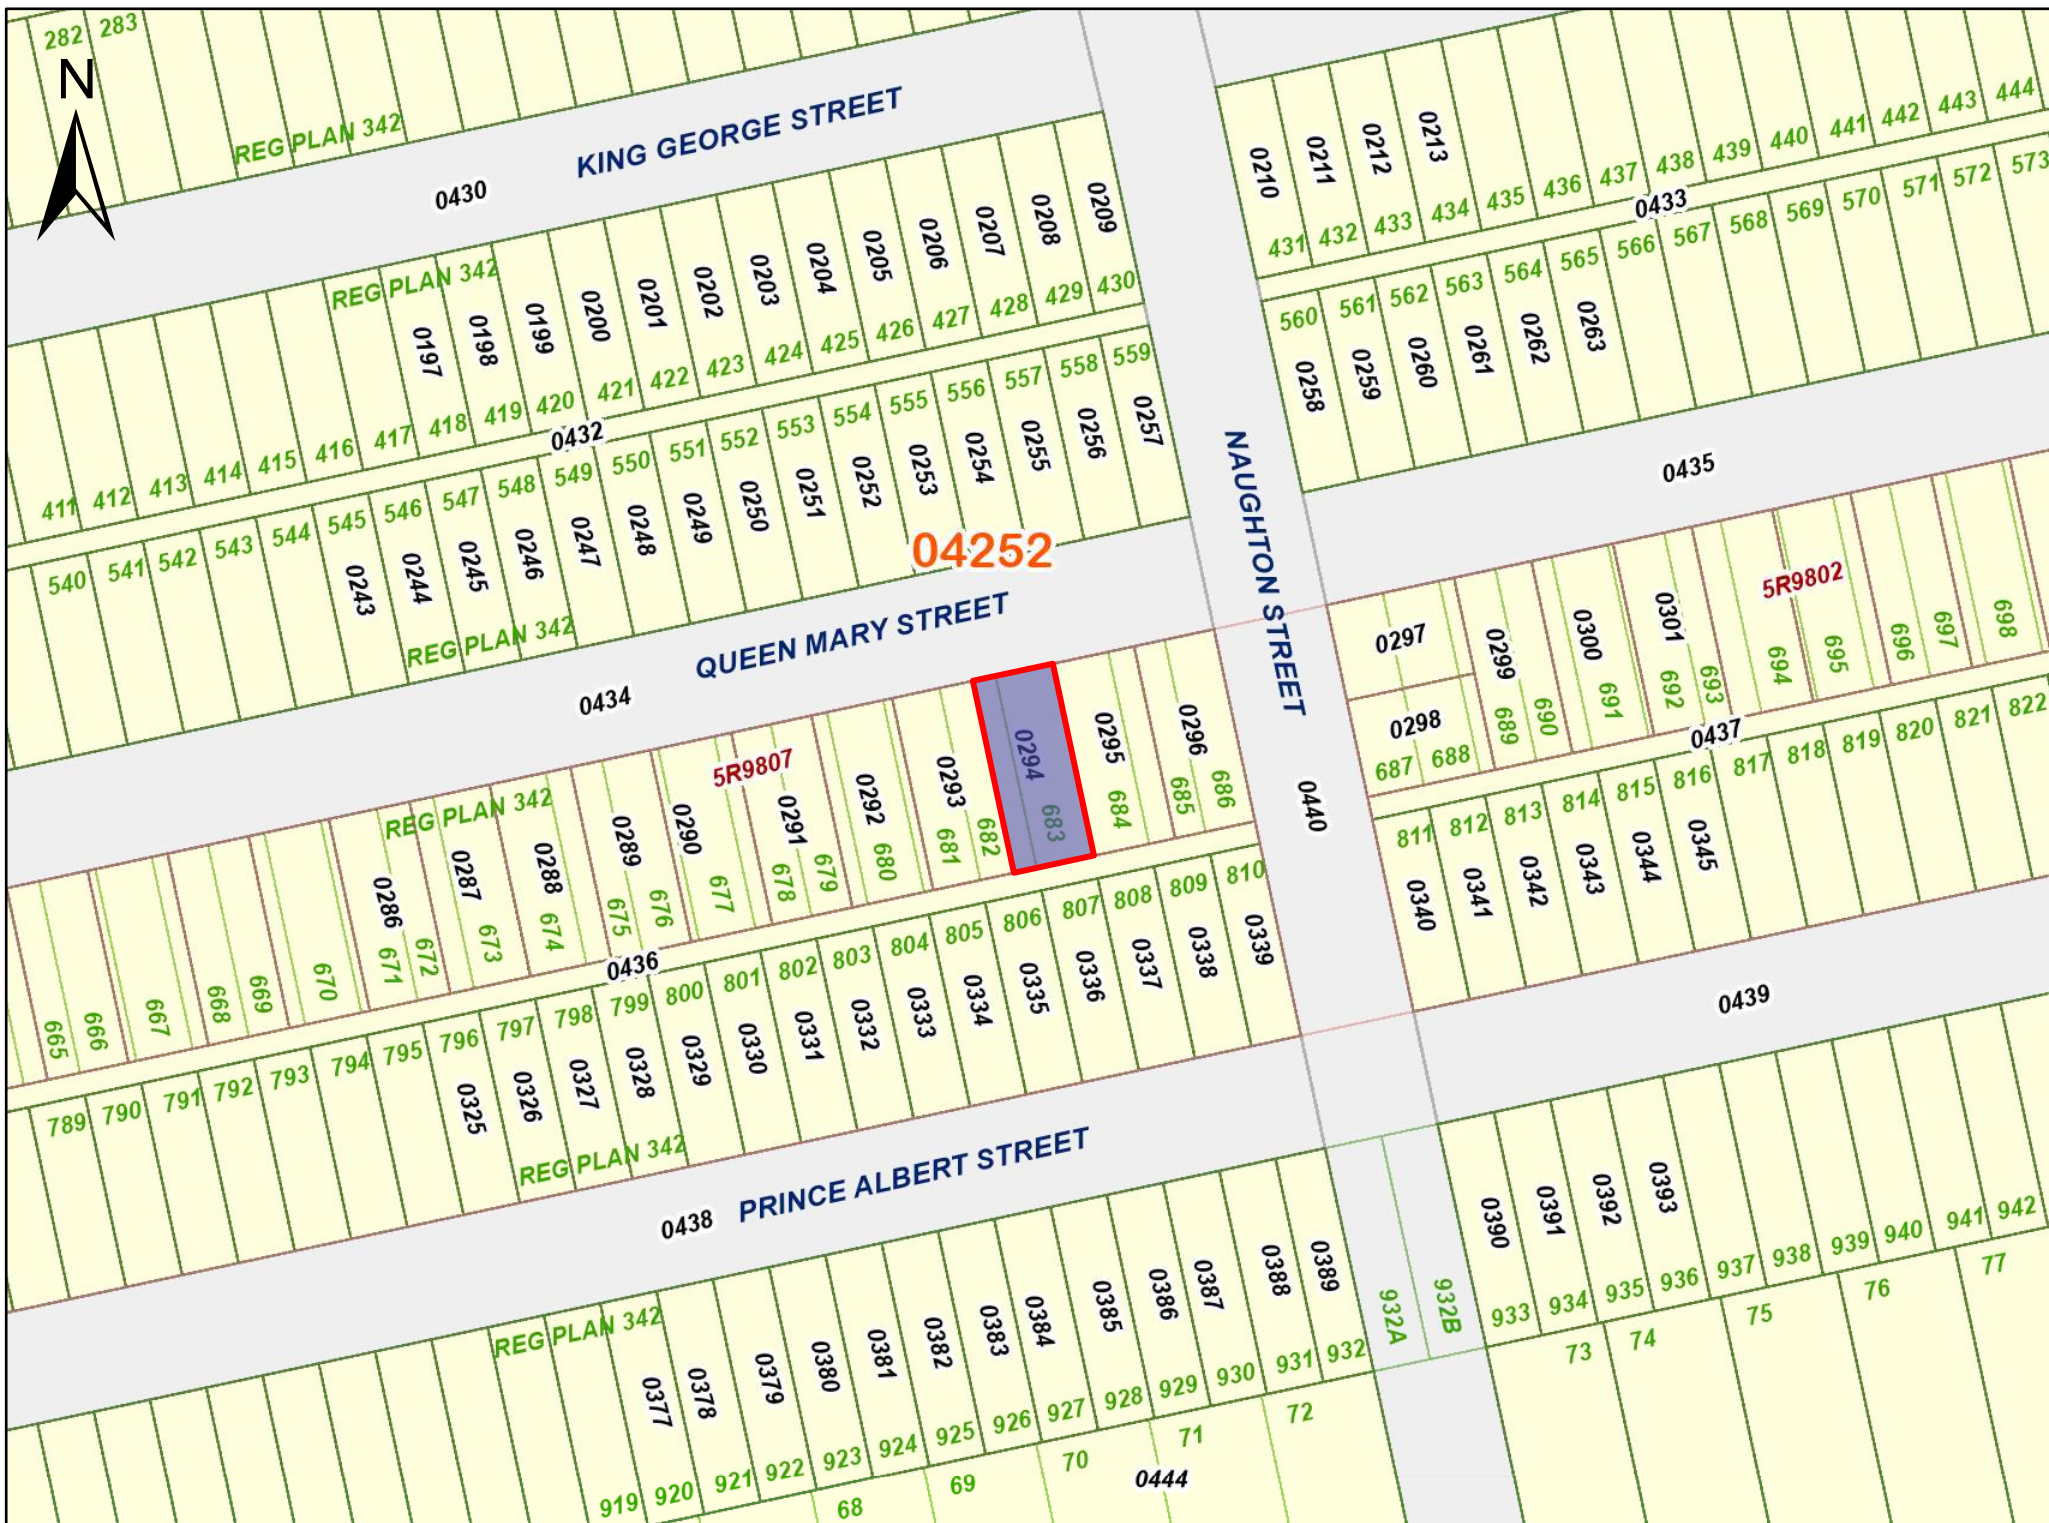 282 283
N
REG PLAN 342
KING GEORGE STREET
0430
0210 0211 0212 0213
431 432 433 434 435 436 437 438 439 440 441 442 443 444
0433
REG PLAN 342
0197 0198 0199 0200 0201 0202 0203 0204 0205 0206 0207 0208 0209
411 412 413 414 415 416 417 418 419 420 421 422 423 424 425 426 427 428 429 430
0432
560 561 562 563 564 565 566 567 568 569 570 571 572 573
0258 0259 0260 0261 0262 0263
540 541 542 543 544 545 546 547 548 549 550 551 552 553 554 555 556 557 558 559
0243 0244 0245 0246 0247 0248 0249 0250 0251 0252 0253 0254 0255 0256 0257
REG PLAN 342
04252
NAUGHTON STREET
0435
QUEEN MARY STREET
0434
5R9802
0297 0299 0300 0301
0298
687 688 689 690 691 692 693 694 695 696 697 698
0437
5R9807
REG PLAN 342
0286 0287 0288 0289 0290 0291 0292 0293 0294 0295 0296
665 666 667 668 669 670 671 672 673 674 675 676 677 678 679 680 681 682 683 684 685 686
0440
0436
811 812 813 814 815 816 817 818 819 820 821 822
0340 0341 0342 0343 0344 0345
789 790 791 792 793 794 795 796 797 798 799 800 801 802 803 804 805 806 807 808 809 810
0325 0326 0327 0328 0329 0330 0331 0332 0333 0334 0335 0336 0337 0338 0339
REG PLAN 342
0439
PRINCE ALBERT STREET
0438
0390 0391 0392 0393
933 934 935 936 937 938 939 940 941 942
REG PLAN 342
0377 0378 0379 0380 0381 0382 0383 0384 0385 0386 0387 0388 0389
932A 932B
919 920 921 922 923 924 925 926 927 928 929 930 931 932
68 69 70 71 72 73 74 75 76 77
0444